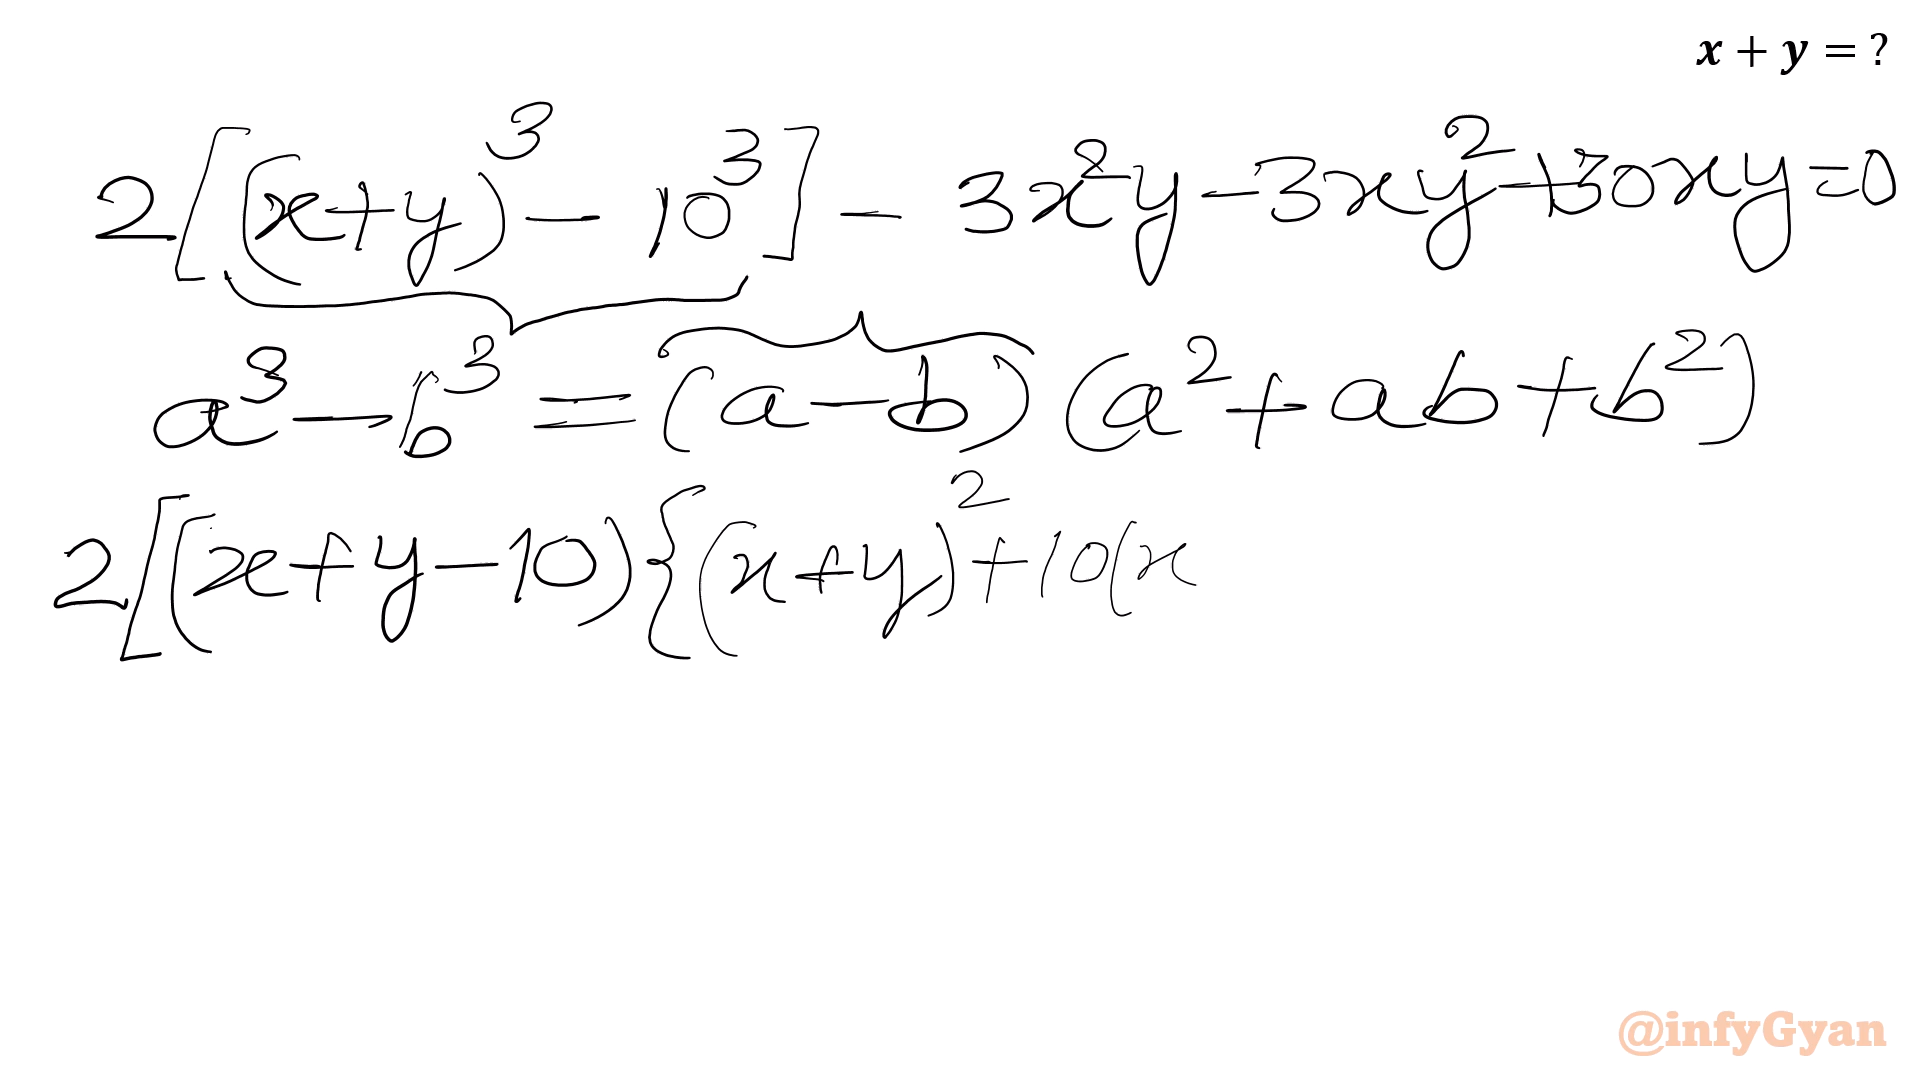 x + y = ?
2[(x+y)³ − 10³] − 3x²y − 3xy² + 30xy = 0
a³ − b³ = (a − b)(a² + ab + b²)
2[(x + y − 10){(x + y)² + 10(x
@infyGyan